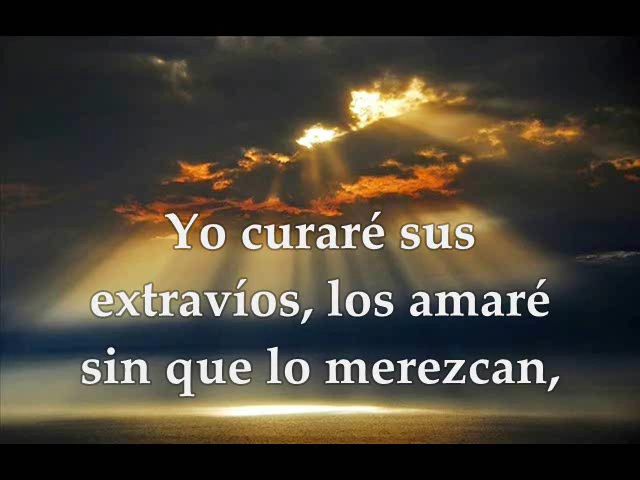 Yo curaré sus
extravíos, los amaré
sin que lo merezcan,